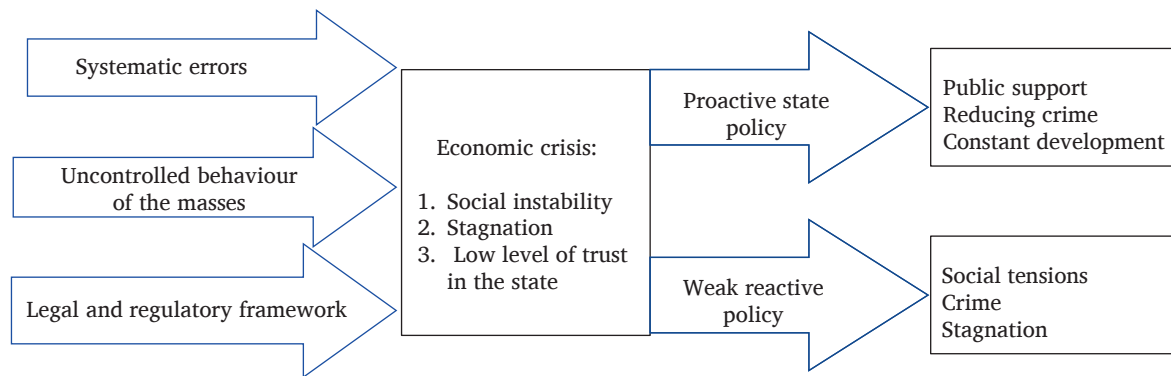 Systematic errors
Uncontrolled behaviour
of the masses
Legal and regulatory framework
Economic crisis:
1. Social instability
2. Stagnation
3. Low level of trust
in the state
Proactive state
policy
Weak reactive
policy
Public support
Reducing crime
Constant development
Social tensions
Crime
Stagnation